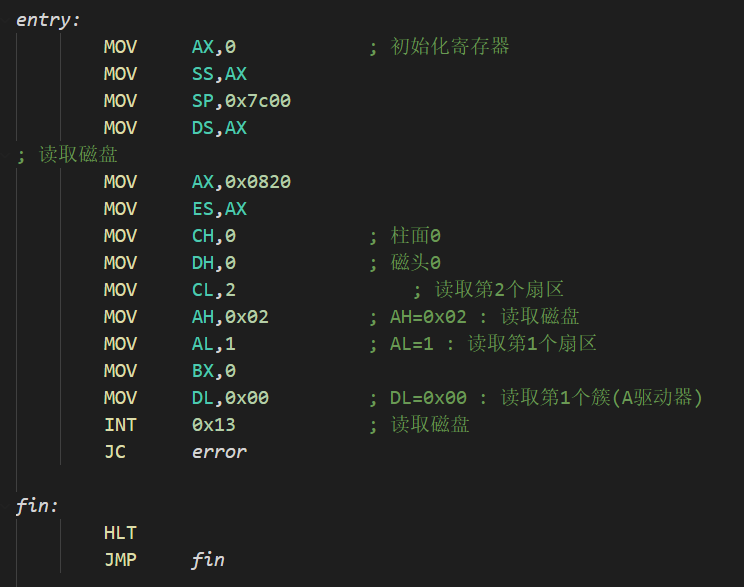 entry:
MOV AX,0 ; 初始化寄存器
MOV SS,AX
MOV SP,0x7c00
MOV DS,AX
; 读取磁盘
MOV AX,0x0820
MOV ES,AX
MOV CH,0 ; 柱面0
MOV DH,0 ; 磁头0
MOV CL,2 ; 读取第2个扇区
MOV AH,0x02 ; AH=0x02 : 读取磁盘
MOV AL,1 ; AL=1 : 读取第1个扇区
MOV BX,0
MOV DL,0x00 ; DL=0x00 : 读取第1个簇(A驱动器)
INT 0x13 ; 读取磁盘
JC error
fin:
HLT
JMP fin